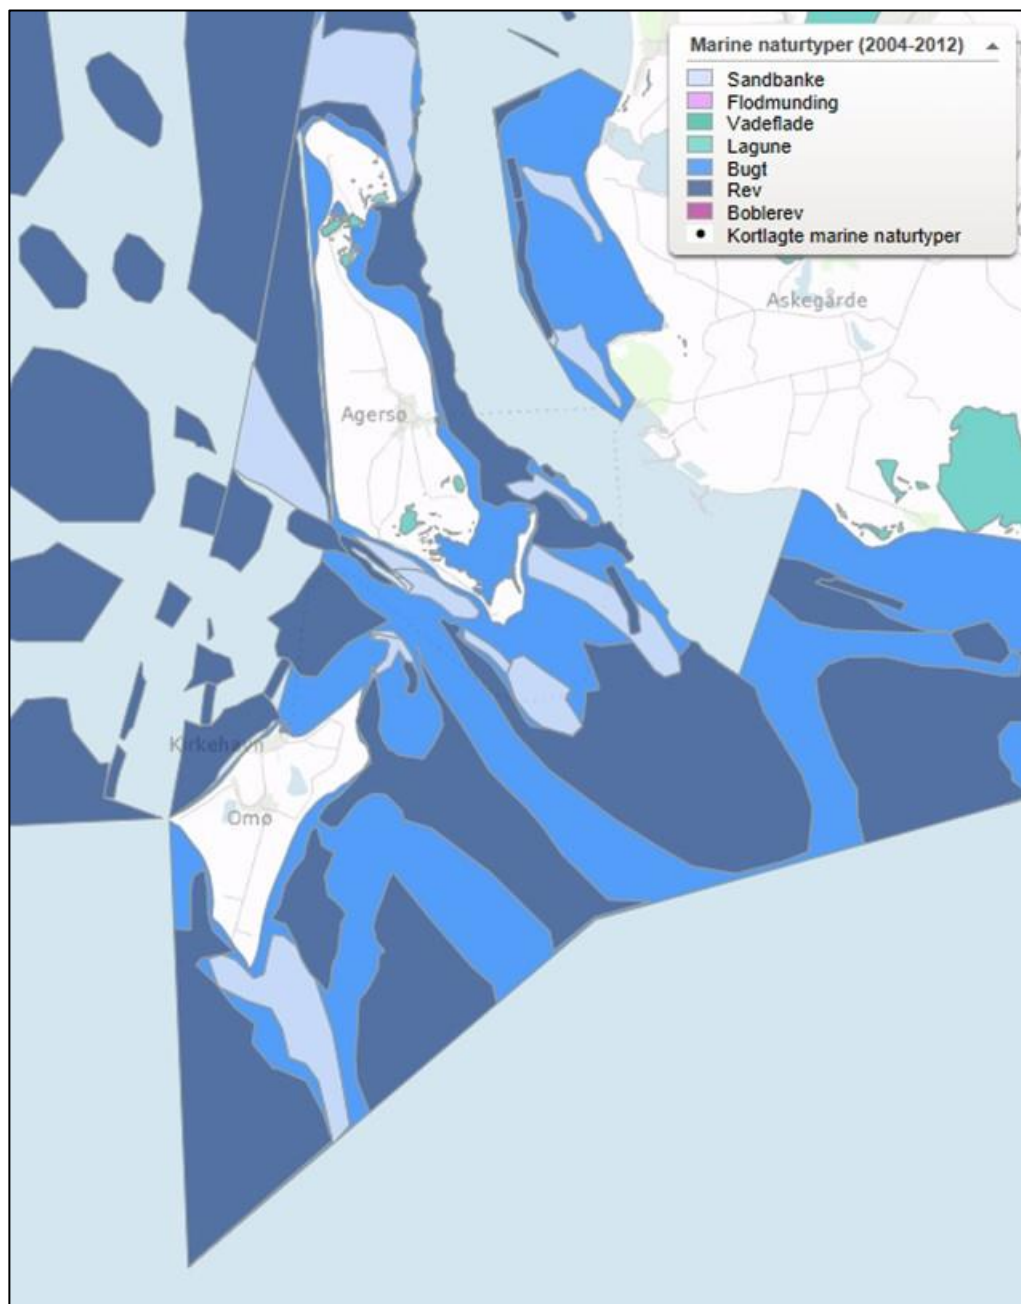 Marine naturtyper (2004-2012)
Sandbanke
Flodmunding
Vadeflade
Lagune
Bugt
Rev
Boblerev
Kortlagte marine naturtyper
Askegårde
Agersø
Kirkehavn
Omø